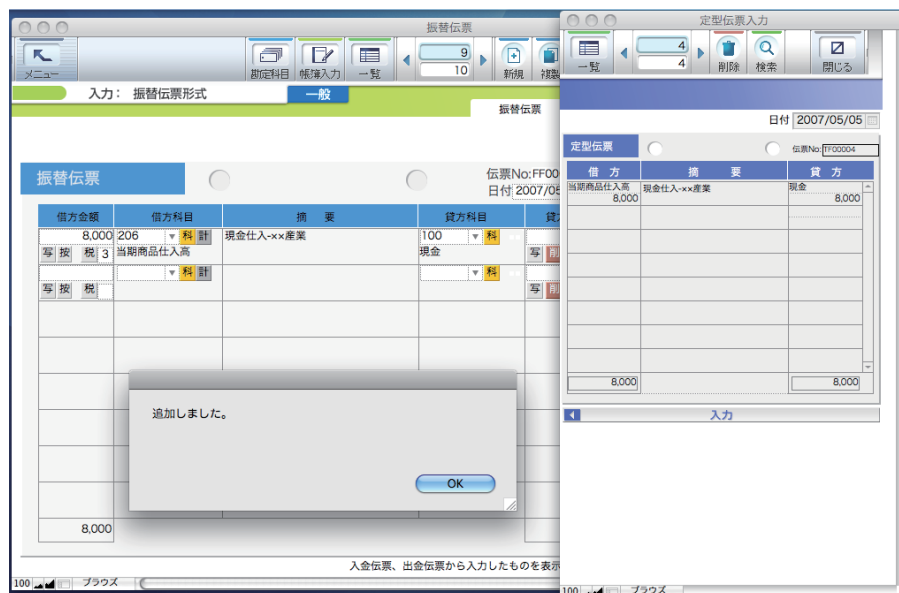 振替伝票
メニュー
勘定科目
帳簿入力
一覧
9
10
新規
複製
入力: 振替伝票形式
一般
振替伝票
振替伝票
伝票No:FF00
日付 2007/05
借方金額
借方科目
摘 要
貸方科目
貸
8,000
206
科
計
現金仕入-××産業
100
科
写
按
税
3
当期商品仕入高
現金
写
削
科
計
科
写
按
税
写
削
8,000
追加しました。
OK
入金伝票、出金伝票から入力したものを表示
100
ブラウズ
定型伝票入力
一覧
4
4
削除
検索
閉じる
日付 2007/05/05
定型伝票
伝票No:TF00004
借 方
摘 要
貸 方
当期商品仕入高
8,000
現金仕入-××産業
現金
8,000
8,000
8,000
入力
100
ブラウズ